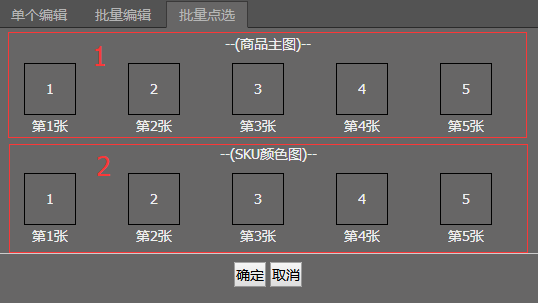 单个编辑 批量编辑 批量点选
1
--(商品主图)--
1 2 3 4 5
第1张 第2张 第3张 第4张 第5张
2
--(SKU颜色图)--
1 2 3 4 5
第1张 第2张 第3张 第4张 第5张
确定 取消